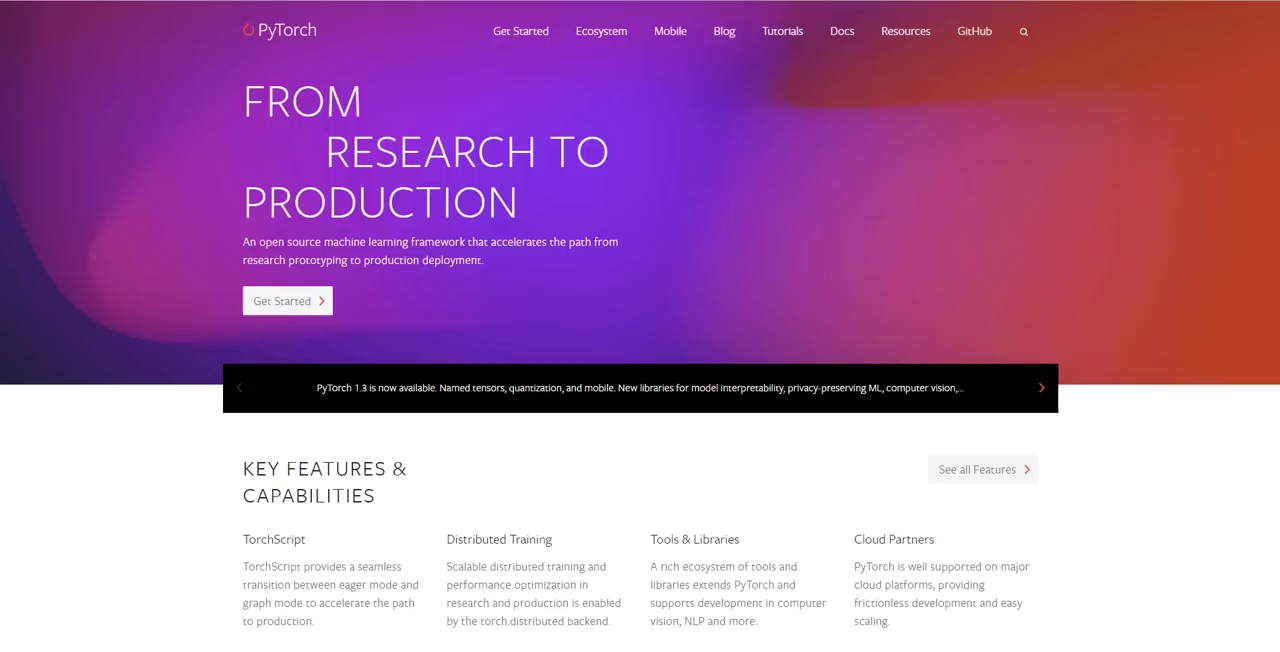 PyTorch
Get Started
Ecosystem
Mobile
Blog
Tutorials
Docs
Resources
GitHub
FROM
RESEARCH TO
PRODUCTION
An open source machine learning framework that accelerates the path from
research prototyping to production deployment.
Get Started
PyTorch 1.3 is now available. Named tensors, quantization, and mobile. New libraries for model interpretability, privacy-preserving ML, computer vision,...
KEY FEATURES &
CAPABILITIES
See all Features
TorchScript
TorchScript provides a seamless
transition between eager mode and
graph mode to accelerate the path
to production.
Distributed Training
Scalable distributed training and
performance optimization in
research and production is enabled
by the torch.distributed backend.
Tools & Libraries
A rich ecosystem of tools and
libraries extends PyTorch and
supports development in computer
vision, NLP and more.
Cloud Partners
PyTorch is well supported on major
cloud platforms, providing
frictionless development and easy
scaling.